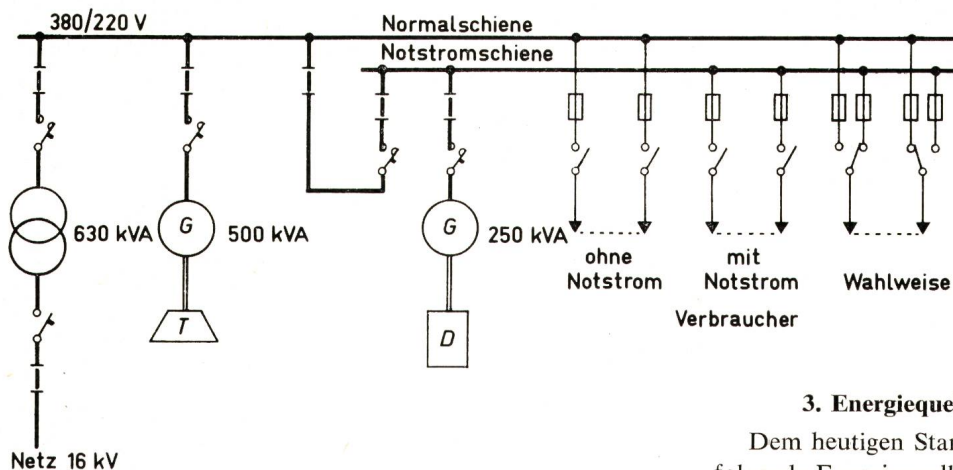 380/220 V
Normalschiene
Notstromschiene
630 kVA
G
500 kVA
G
250 kVA
T
D
ohne
Notstrom
mit
Notstrom
Wahlweise
Verbraucher
Netz 16 kV
3. Energieque
Dem heutigen Star